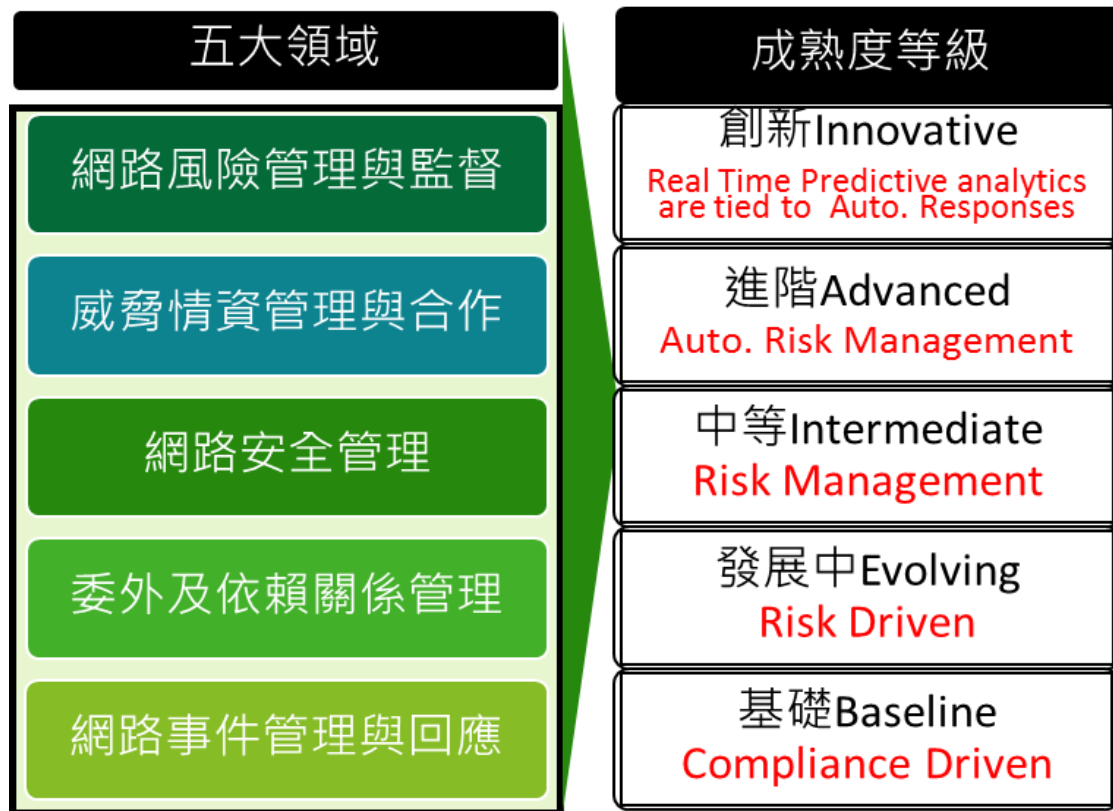 五大領域
網路風險管理與監督
威脅情資管理與合作
網路安全管理
委外及依賴關係管理
網路事件管理與回應
成熟度等級
創新Innovative
Real Time Predictive analytics
are tied to Auto. Responses
進階Advanced
Auto. Risk Management
中等Intermediate
Risk Management
發展中Evolving
Risk Driven
基礎Baseline
Compliance Driven